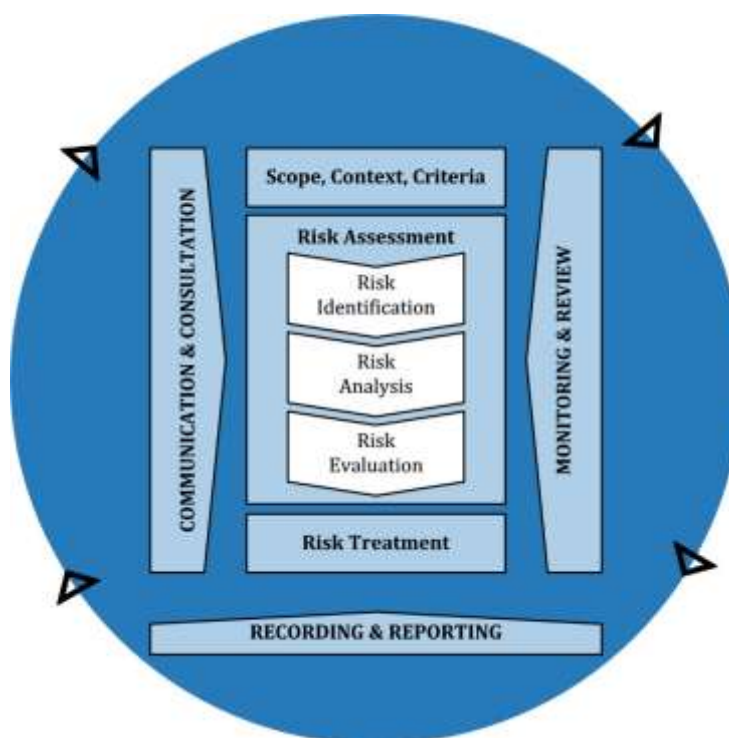 Scope, Context, Criteria
Risk Assessment
Risk
Identification
Risk
Analysis
Risk
Evaluation
Risk Treatment
COMMUNICATION & CONSULTATION
MONITORING & REVIEW
RECORDING & REPORTING